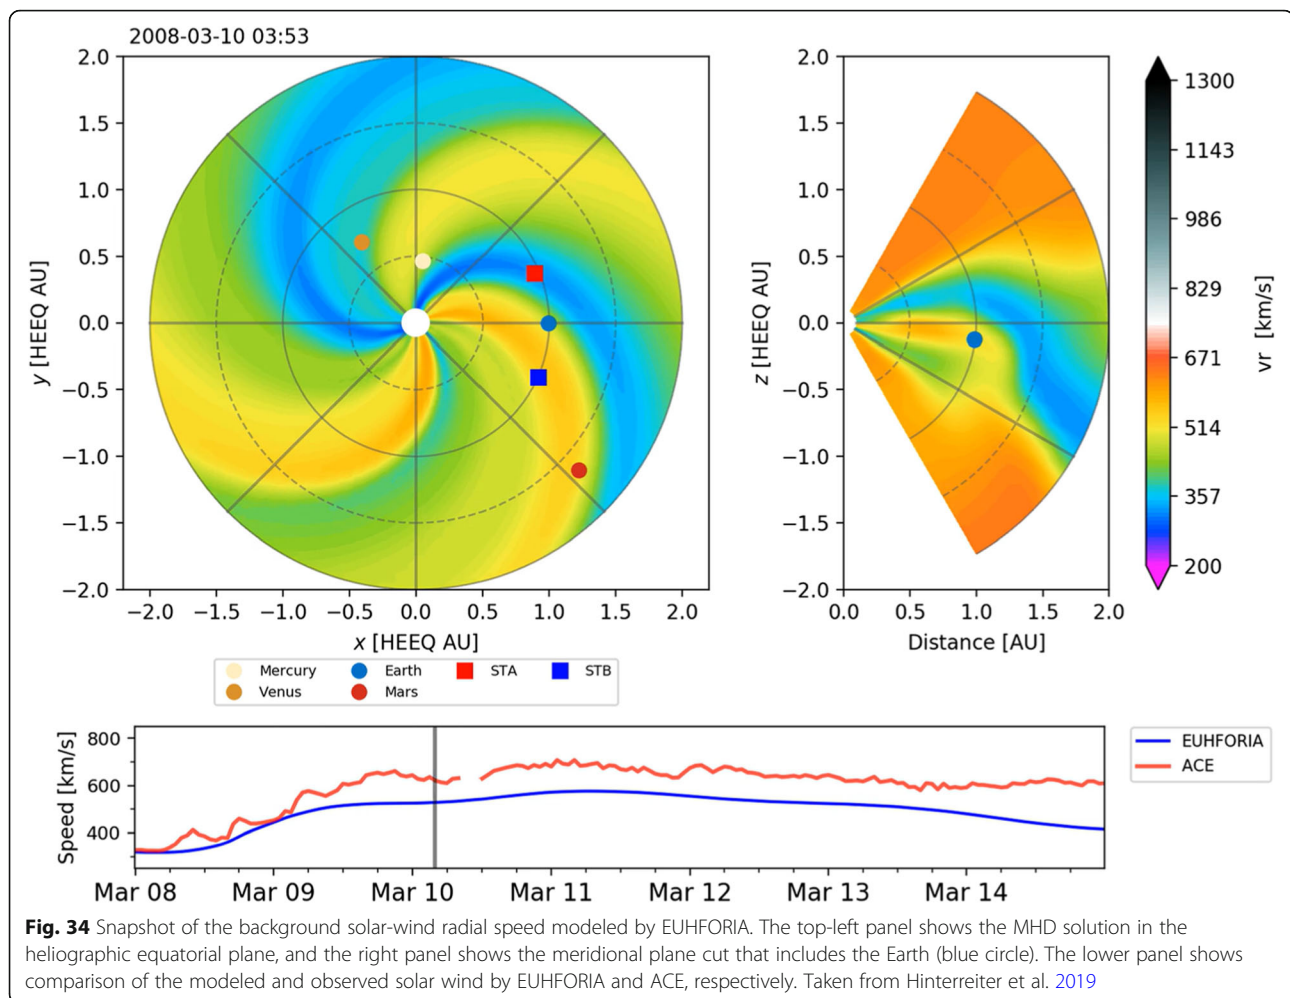 2008-03-10 03:53
2.0
1.5
1.0
0.5
0.0
−0.5
−1.0
−1.5
−2.0
y [HEEQ AU]
−2.0 −1.5 −1.0 −0.5 0.0 0.5 1.0 1.5 2.0
x [HEEQ AU]
2.0
1.5
1.0
0.5
0.0
−0.5
−1.0
−1.5
−2.0
z [HEEQ AU]
0.0 0.5 1.0 1.5 2.0
Distance [AU]
1300
1143
986
829
671
514
357
200
vr [km/s]
Mercury Earth STA STB
Venus Mars
800
600
400
Speed [km/s]
Mar 08 Mar 09 Mar 10 Mar 11 Mar 12 Mar 13 Mar 14
EUHFORIA
ACE
Fig. 34 Snapshot of the background solar-wind radial speed modeled by EUHFORIA. The top-left panel shows the MHD solution in the
heliographic equatorial plane, and the right panel shows the meridional plane cut that includes the Earth (blue circle). The lower panel shows
comparison of the modeled and observed solar wind by EUHFORIA and ACE, respectively. Taken from Hinterreiter et al. 2019